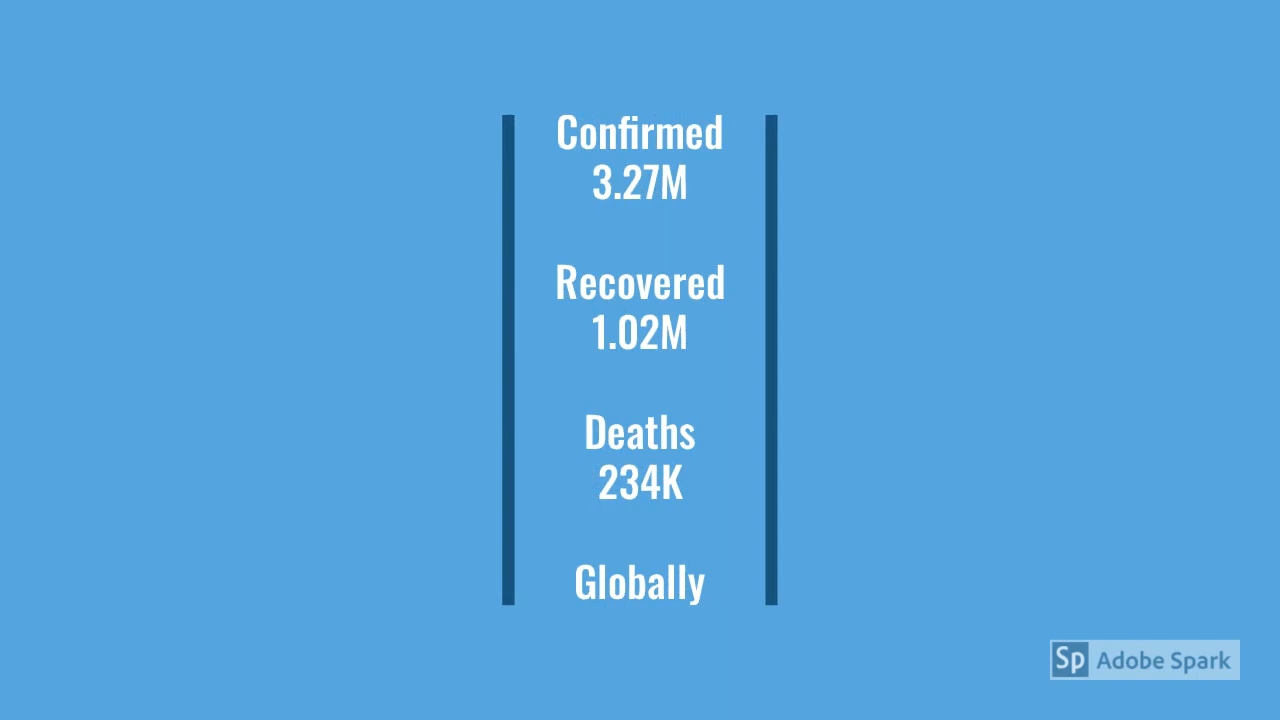 Confirmed
3.27M
Recovered
1.02M
Deaths
234K
Globally
Sp Adobe Spark